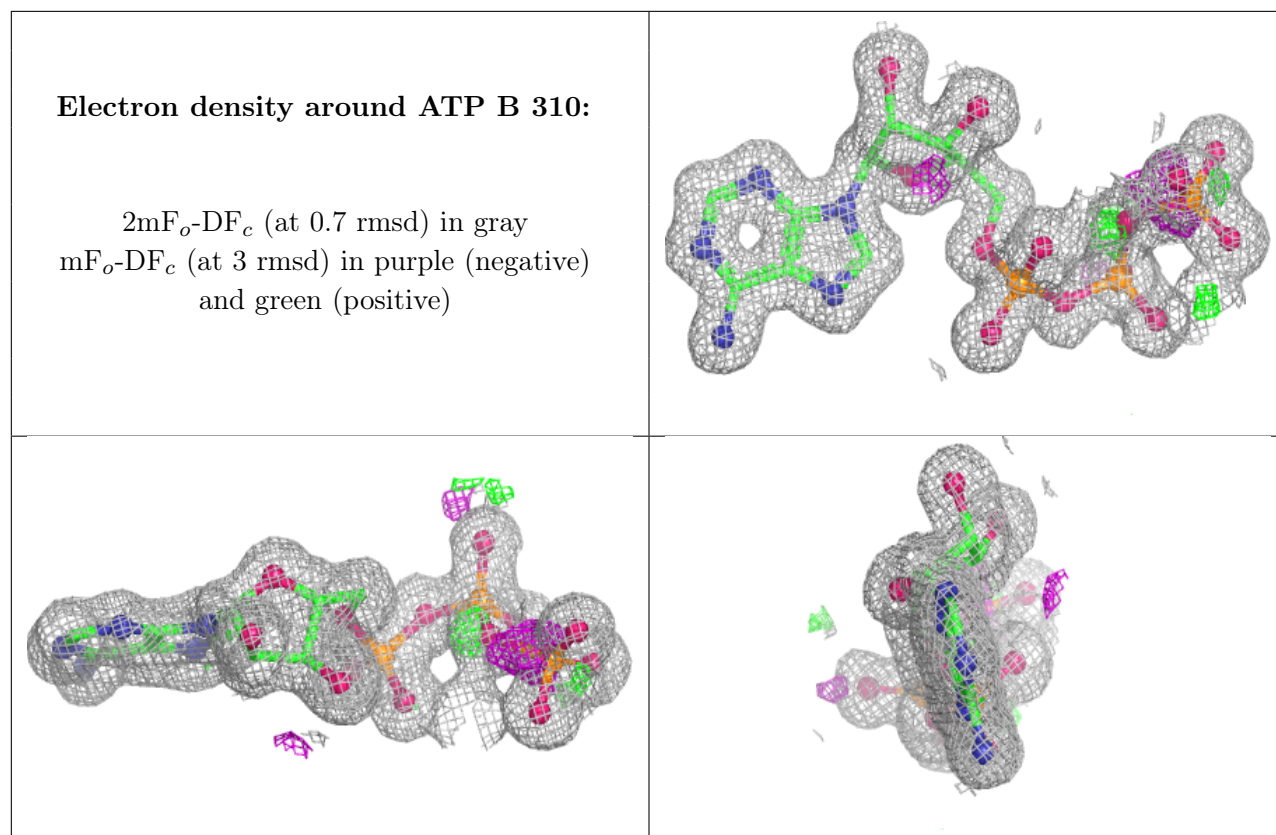 Electron density around ATP B 310:
2mFₒ-DF𝒸 (at 0.7 rmsd) in gray
mFₒ-DF𝒸 (at 3 rmsd) in purple (negative)
and green (positive)